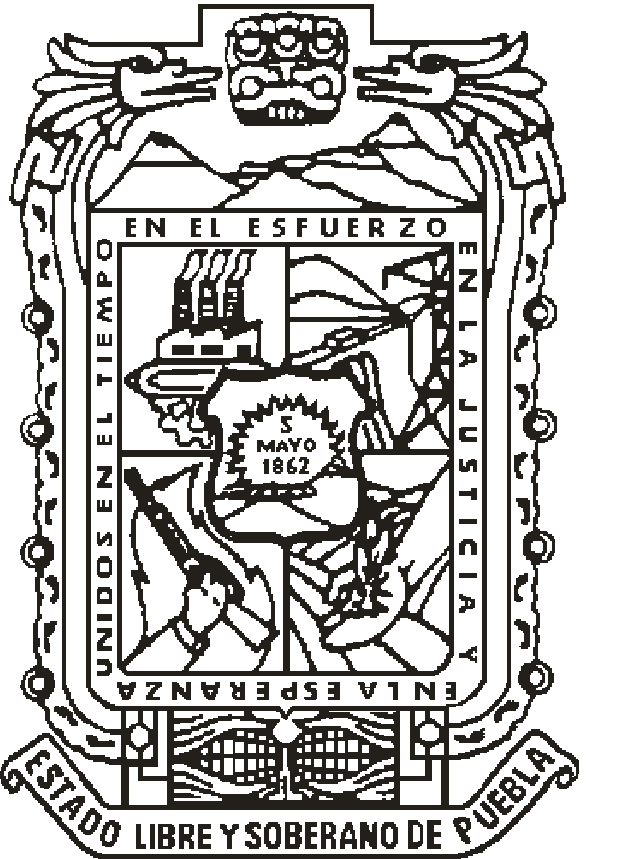 EN EL ESFUERZO
EN LA JUSTICIA Y
EN LA ESPERANZA
UNIDOS EN EL TIEMPO
5
MAYO
1862
ESTADO LIBRE Y SOBERANO DE PUEBLA